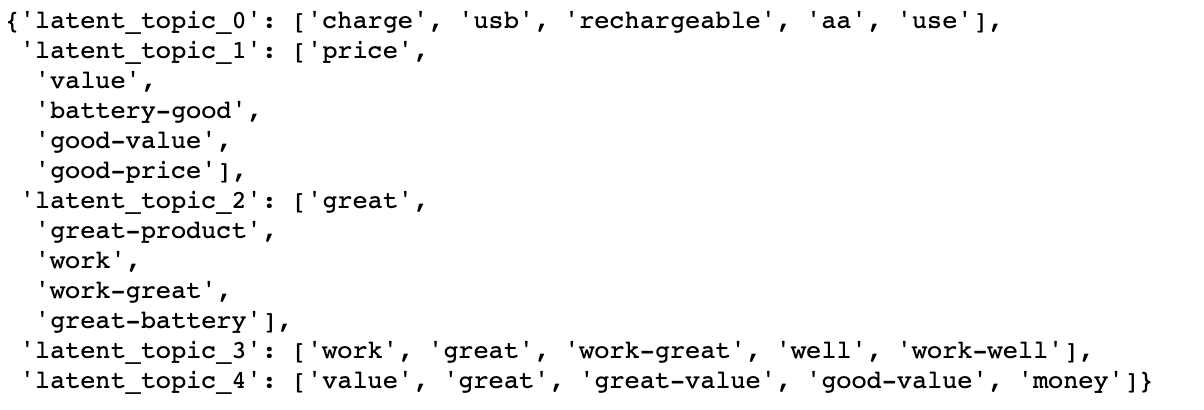 {'latent_topic_0': ['charge', 'usb', 'rechargeable', 'aa', 'use'],
 'latent_topic_1': ['price',
  'value',
  'battery-good',
  'good-value',
  'good-price'],
 'latent_topic_2': ['great',
  'great-product',
  'work',
  'work-great',
  'great-battery'],
 'latent_topic_3': ['work', 'great', 'work-great', 'well', 'work-well'],
 'latent_topic_4': ['value', 'great', 'great-value', 'good-value', 'money']}